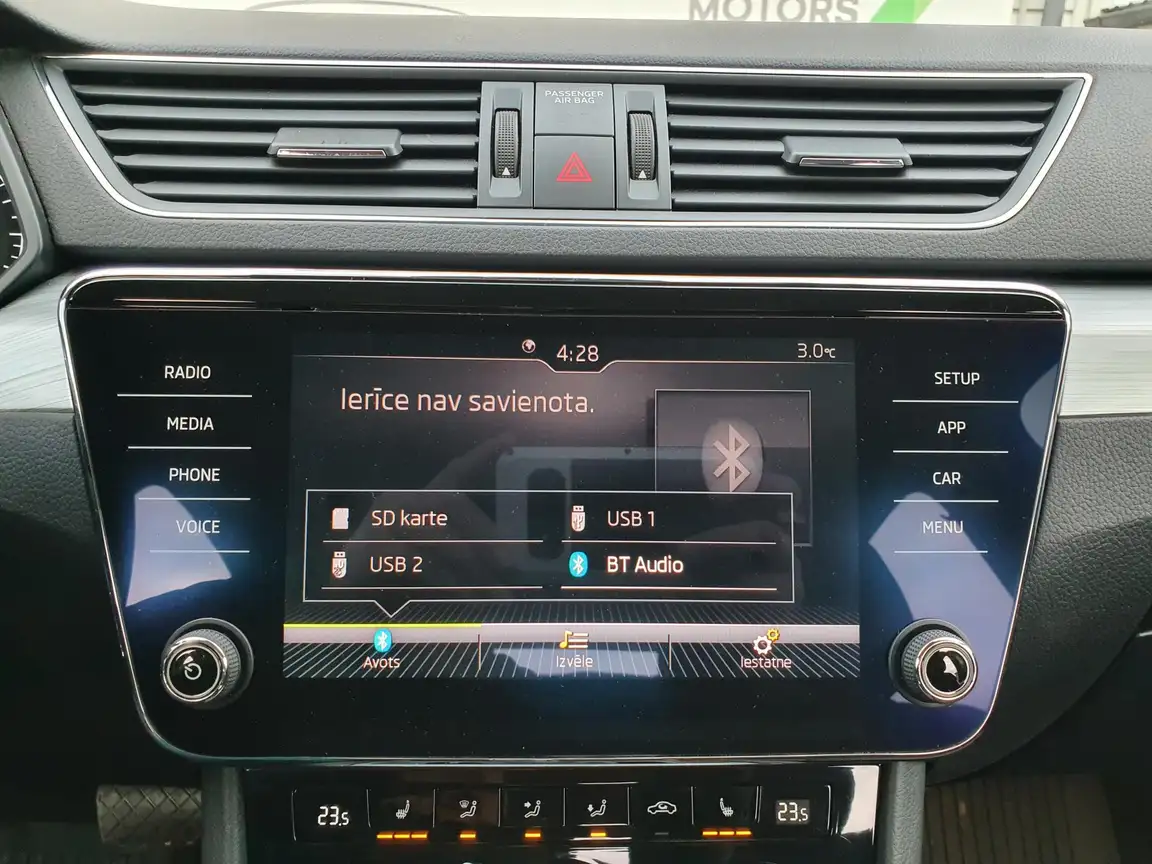 MOTORS
PASSENGER
AIR BAG
4:28
3.0°C
RADIO
MEDIA
PHONE
VOICE
Ierīce nav savienota.
SD karte
USB 1
USB 2
BT Audio
Avots
Izvēle
Iestatne
SETUP
APP
CAR
MENU
23.5
23.5